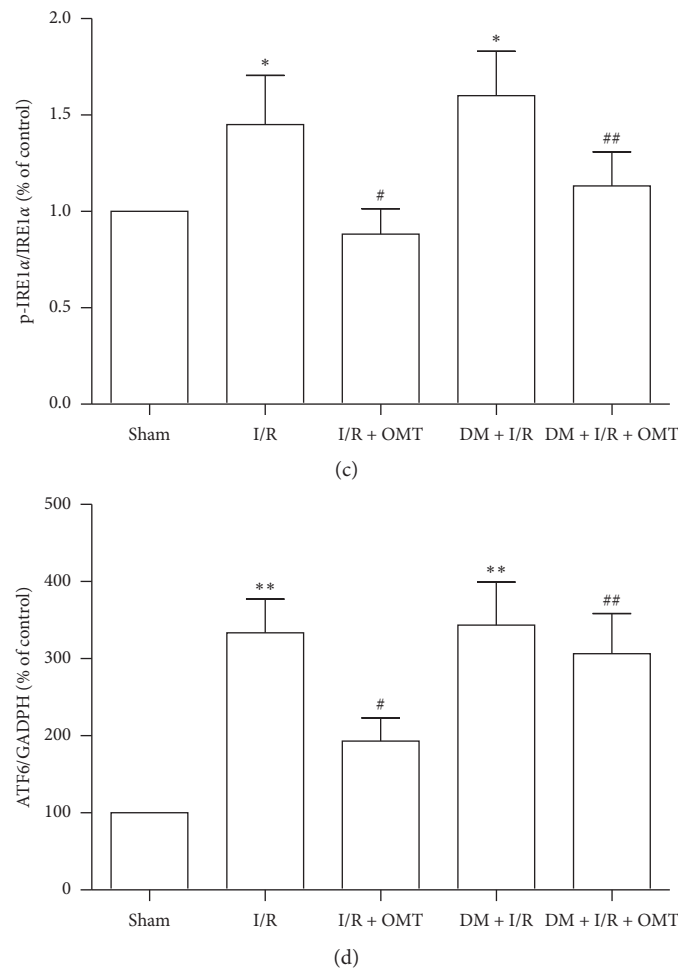 p-IRE1α/IRE1α (% of control)
2.0
1.5
1.0
0.5
0.0
*
#
*
##
Sham
I/R
I/R + OMT
DM + I/R
DM + I/R + OMT
(c)
ATF6/GADPH (% of control)
500
400
300
200
100
0
**
#
**
##
Sham
I/R
I/R + OMT
DM + I/R
DM + I/R + OMT
(d)